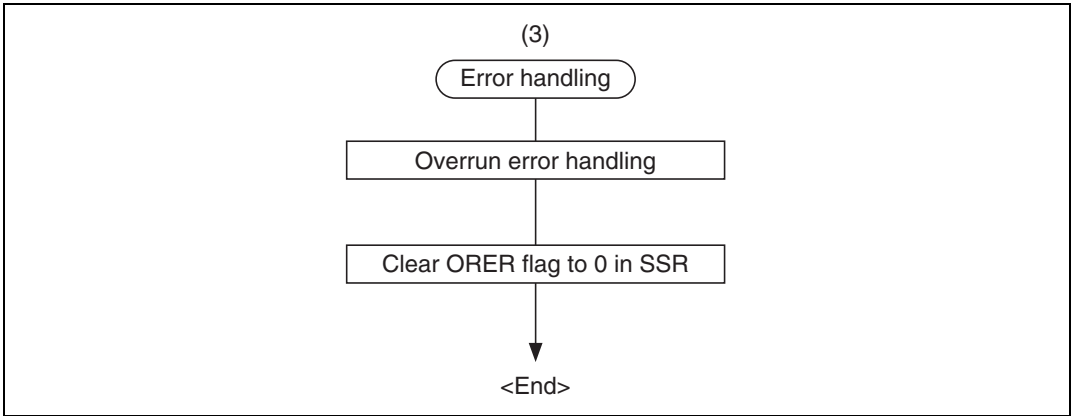 (3)
Error handling
Overrun error handling
Clear ORER flag to 0 in SSR
<End>